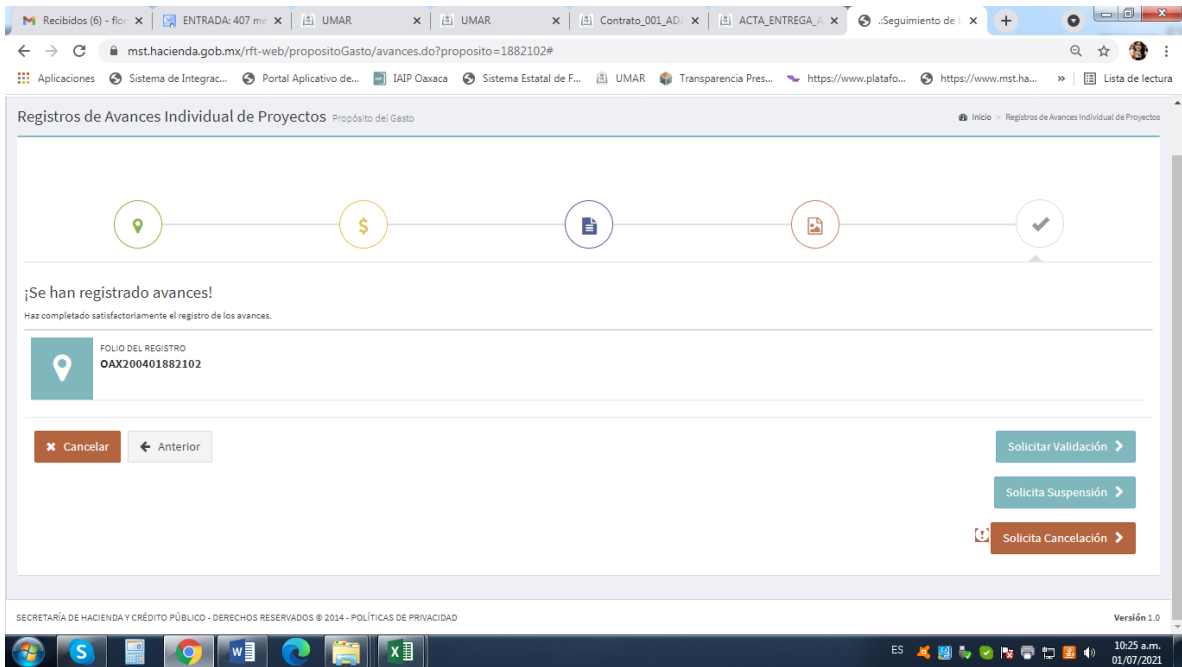 Recibidos (6) - flor
ENTRADA: 407 me
UMAR
UMAR
Contrato_001_AD
ACTA_ENTREGA_A
.:Seguimiento de
mst.hacienda.gob.mx/rft-web/propositoGasto/avances.do?proposito=1882102#
Aplicaciones
Sistema de Integrac...
Portal Aplicativo de...
IAIP Oaxaca
Sistema Estatal de F...
UMAR
Transparencia Pres...
https://www.platafo...
https://www.mst.ha...
»
Lista de lectura
Registros de Avances Individual de Proyectos Propósito del Gasto
Inicio > Registros de Avances Individual de Proyectos
¡Se han registrado avances!
Haz completado satisfactoriamente el registro de los avances.
FOLIO DEL REGISTRO
OAX200401882102
Cancelar
Anterior
Solicitar Validación
Solicita Suspensión
Solicita Cancelación
SECRETARÍA DE HACIENDA Y CRÉDITO PÚBLICO - DERECHOS RESERVADOS © 2014 - POLÍTICAS DE PRIVACIDAD
Versión 1.0
ES
10:25 a.m.
01/07/2021